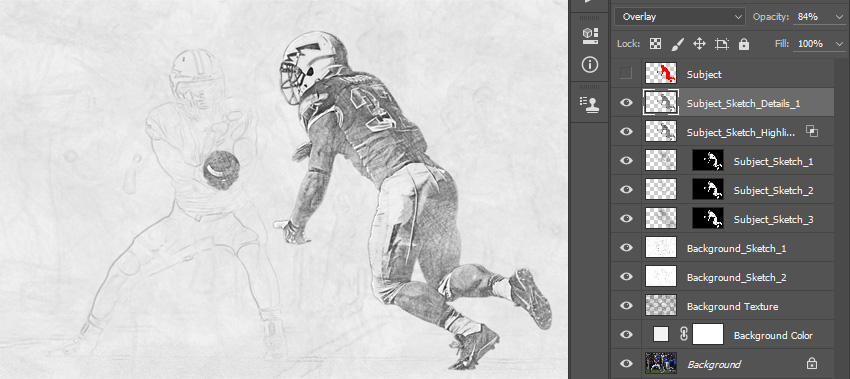 Overlay Opacity: 84%
Lock: Fill: 100%
Subject
Subject_Sketch_Details_1
Subject_Sketch_Highli...
Subject_Sketch_1
Subject_Sketch_2
Subject_Sketch_3
Background_Sketch_1
Background_Sketch_2
Background Texture
Background Color
Background
3